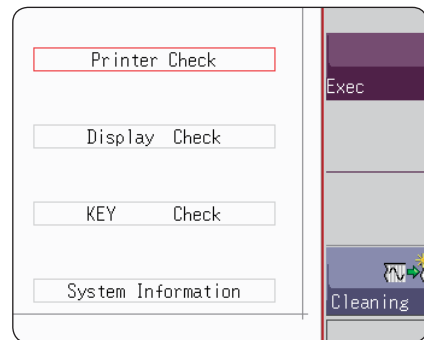 Printer Check
Exec
Display Check
KEY Check
System Information
Cleaning